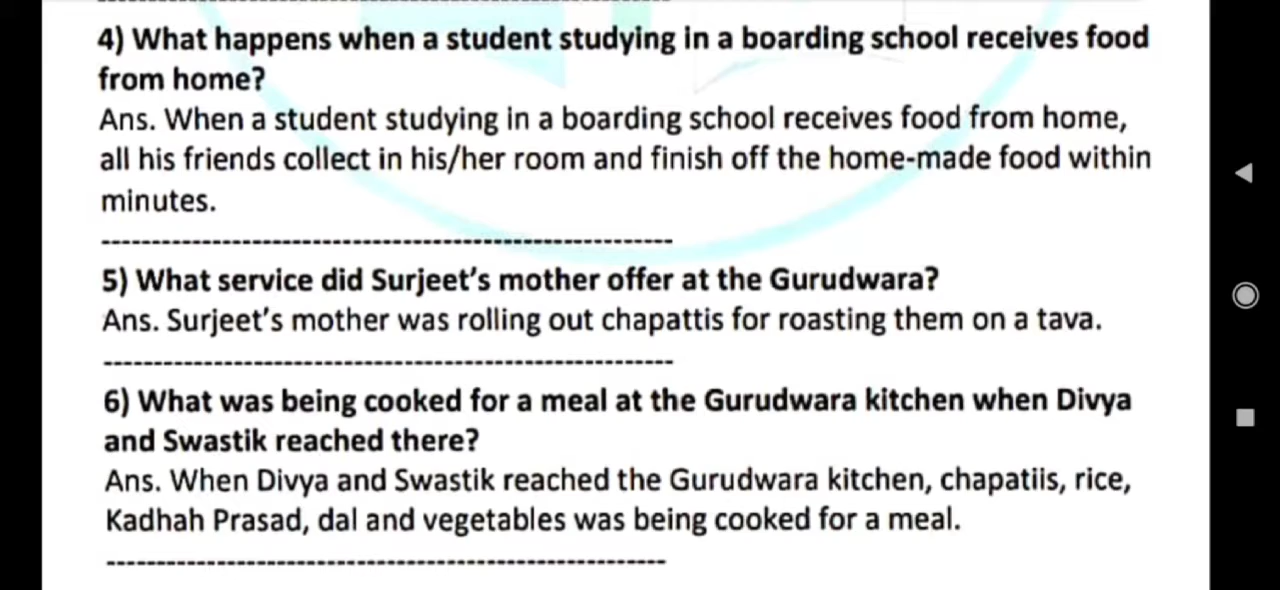 4) What happens when a student studying in a boarding school receives food
from home?
Ans. When a student studying in a boarding school receives food from home,
all his friends collect in his/her room and finish off the home-made food within
minutes.
---------------------------------------------------------
5) What service did Surjeet's mother offer at the Gurudwara?
Ans. Surjeet's mother was rolling out chapattis for roasting them on a tava.
---------------------------------------------------------
6) What was being cooked for a meal at the Gurudwara kitchen when Divya
and Swastik reached there?
Ans. When Divya and Swastik reached the Gurudwara kitchen, chapatiis, rice,
Kadhah Prasad, dal and vegetables was being cooked for a meal.
---------------------------------------------------------